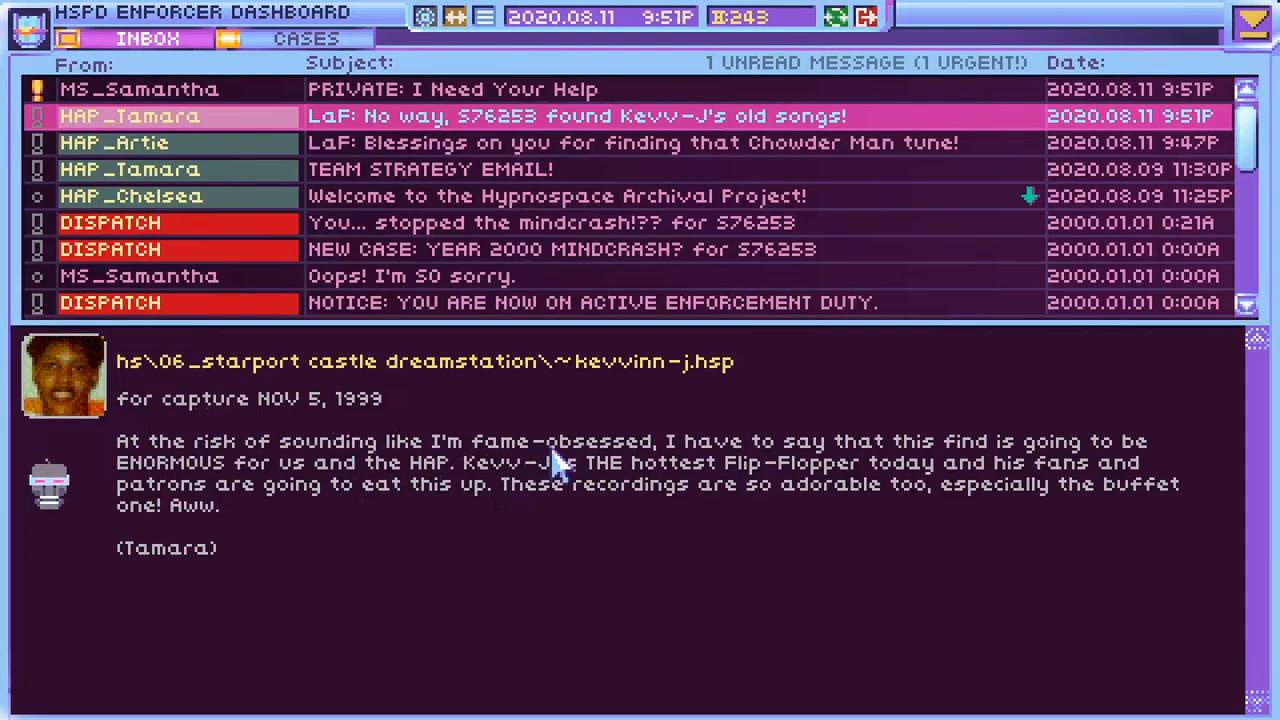 HSPD ENFORCER DASHBOARD
2020.08.11 9:51P
243
INBOX
CASES
From:
Subject:
1 UNREAD MESSAGE (1 URGENT!)
Date:
MS_Samantha PRIVATE: I Need Your Help 2020.08.11 9:51P
HAP_Tamara LaF: No way, S76253 found Kevv-J's old songs! 2020.08.11 9:51P
HAP_Artie LaF: Blessings on you for finding that Chowder Man tune! 2020.08.11 9:47P
HAP_Tamara TEAM STRATEGY EMAIL! 2020.08.09 11:30P
HAP_Chelsea Welcome to the Hypnospace Archival Project! 2020.08.09 11:25P
DISPATCH You... stopped the mindcrash!?? for S76253 2000.01.01 0:21A
DISPATCH NEW CASE: YEAR 2000 MINDCRASH? for S76253 2000.01.01 0:00A
MS_Samantha Oops! I'm SO sorry. 2000.01.01 0:00A
DISPATCH NOTICE: YOU ARE NOW ON ACTIVE ENFORCEMENT DUTY. 2000.01.01 0:00A
hs\06_starport castle dreamstation\~kevvinn-j.hsp
for capture NOV 5, 1999
At the risk of sounding like I'm fame-obsessed, I have to say that this find is going to be
ENORMOUS for us and the HAP. THE hottest Flip-Flopper today and his fans and
patrons are going to eat this up. These recordings are so adorable too, especially the buffet
one! Aww.
(Tamara)